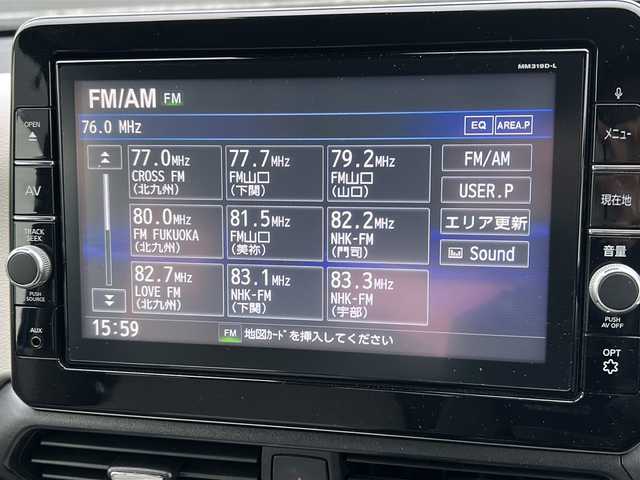 MM319D-L
FM/AM FM
76.0 MHz
EQ AREA.P
77.0MHz
CROSS FM
(北九州)
77.7MHz
FM山口
(下関)
79.2MHz
FM山口
(山口)
80.0MHz
FM FUKUOKA
(北九州)
81.5MHz
FM山口
(美祢)
82.2MHz
NHK-FM
(門司)
82.7MHz
LOVE FM
(北九州)
83.1MHz
NHK-FM
(下関)
83.3MHz
NHK-FM
(宇部)
FM/AM
USER.P
エリア更新
Sound
15:59
FM 地図ｶｰﾄﾞを挿入してください
OPEN
AV
TRACK
SEEK
PUSH
SOURCE
AUX
メニュー
現在地
音量
PUSH
AV OFF
OPT